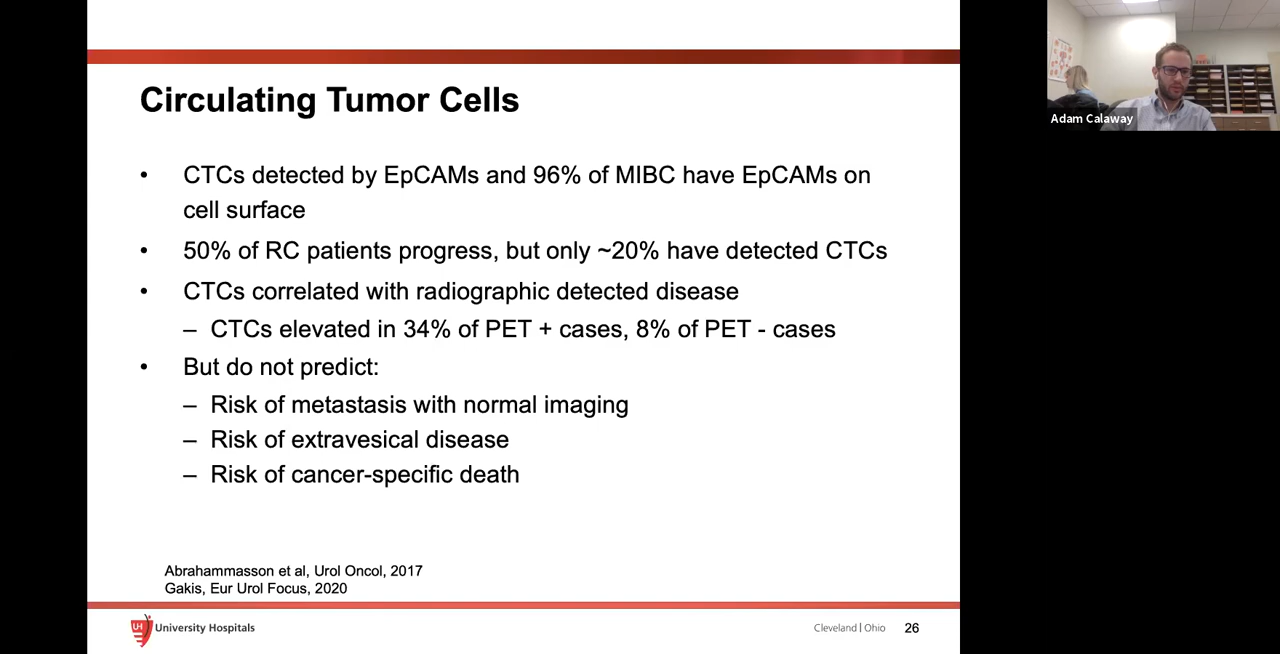 Circulating Tumor Cells
• CTCs detected by EpCAMs and 96% of MIBC have EpCAMs on
cell surface
• 50% of RC patients progress, but only ~20% have detected CTCs
• CTCs correlated with radiographic detected disease
– CTCs elevated in 34% of PET + cases, 8% of PET - cases
• But do not predict:
– Risk of metastasis with normal imaging
– Risk of extravesical disease
– Risk of cancer-specific death
Abrahammasson et al, Urol Oncol, 2017
Gakis, Eur Urol Focus, 2020
UH University Hospitals
Cleveland | Ohio 26
Adam Calaway